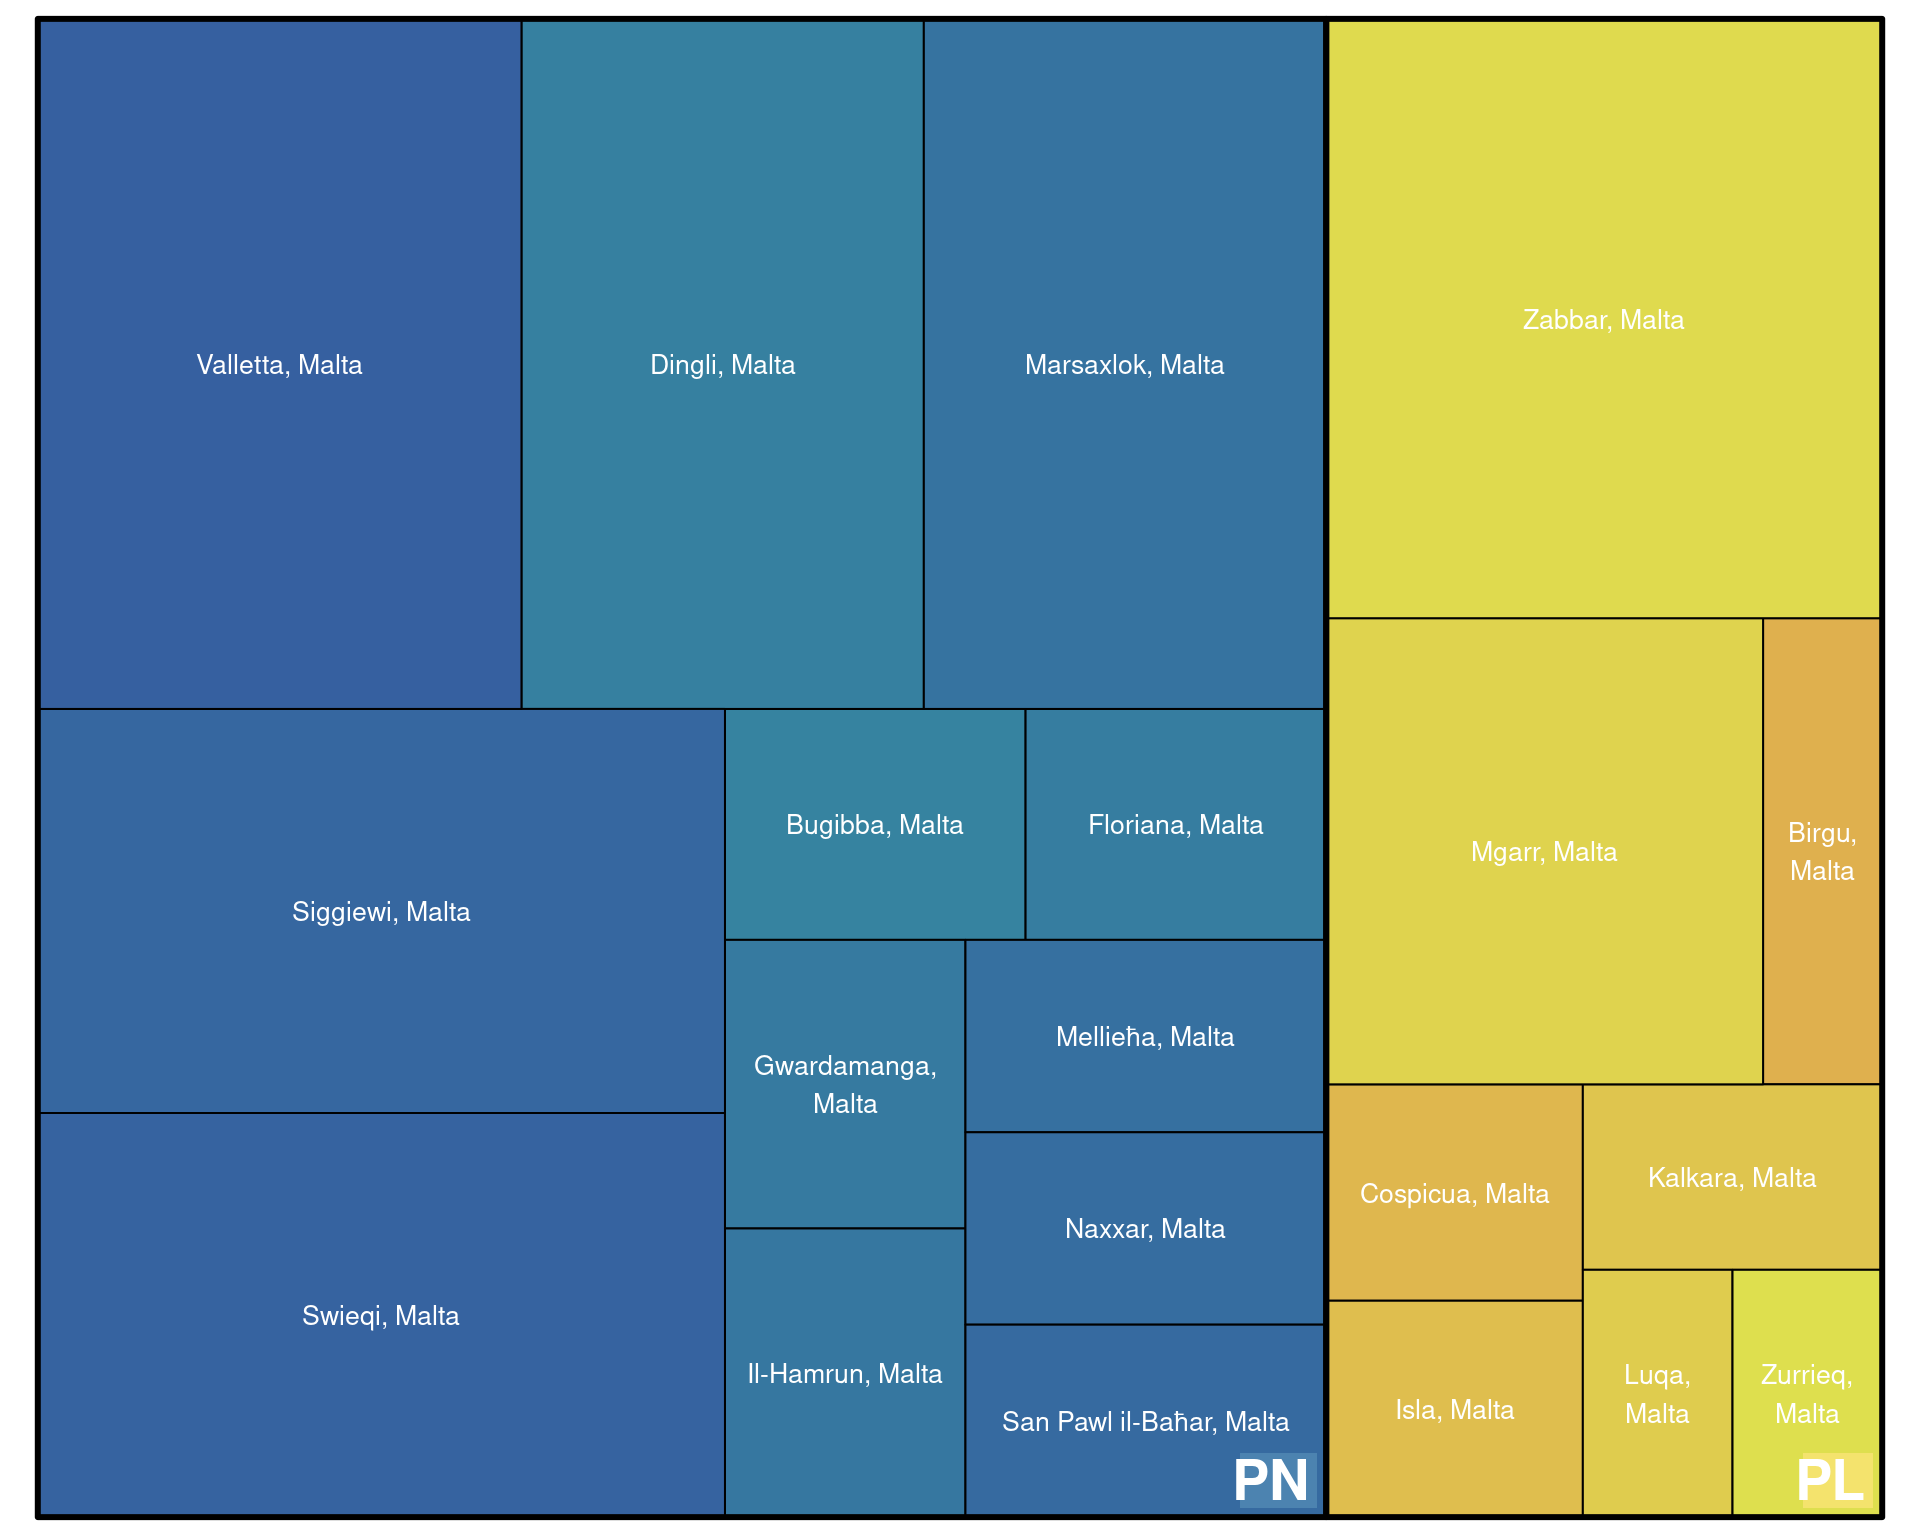 Valletta, Malta
Dingli, Malta
Marsaxlok, Malta
Zabbar, Malta
Siggiewi, Malta
Bugibba, Malta
Floriana, Malta
Mgarr, Malta
Birgu,
Malta
Gwardamanga,
Malta
Mellieħa, Malta
Swieqi, Malta
Naxxar, Malta
Il-Hamrun, Malta
San Pawl il-Baħar, Malta
PN
Cospicua, Malta
Kalkara, Malta
Isla, Malta
Luqa,
Malta
Zurrieq,
Malta
PL